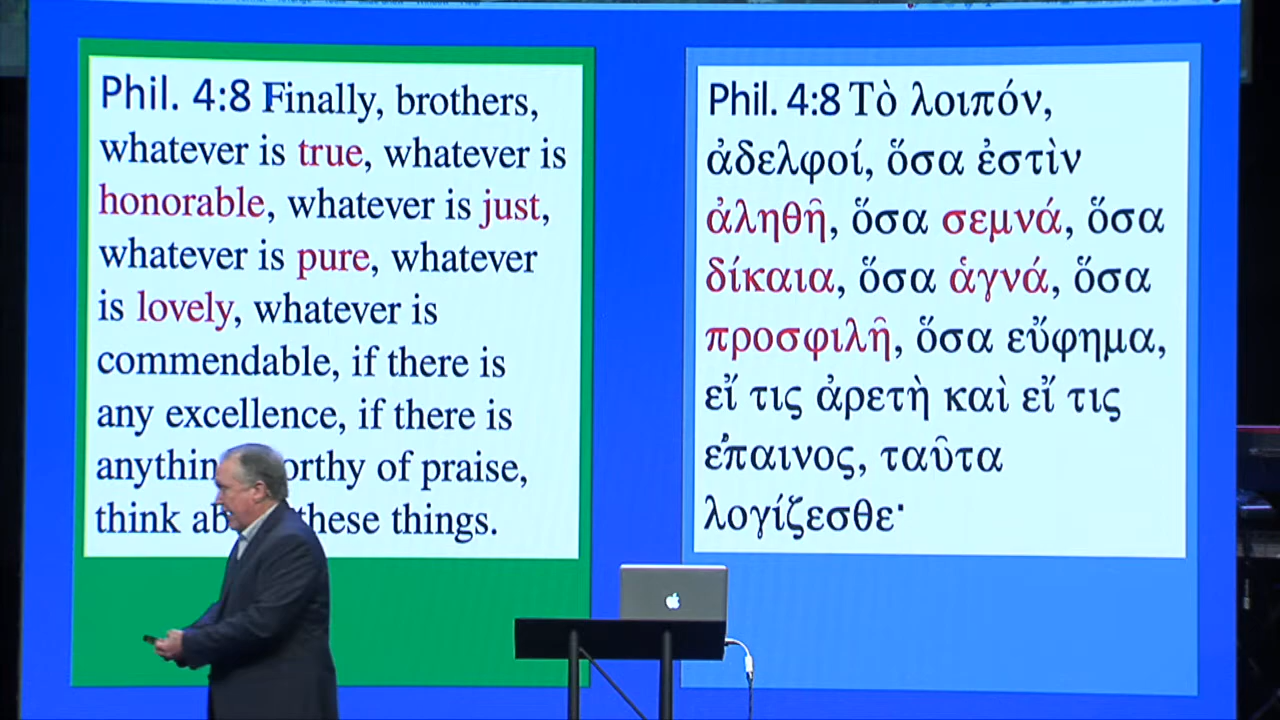 Phil. 4:8 Finally, brothers,
whatever is true, whatever is
honorable, whatever is just,
whatever is pure, whatever
is lovely, whatever is
commendable, if there is
any excellence, if there is
of praise,
think these things.
Phil. 4:8 Τὸ λοιπόν,
ἀδελφοί, ὅσα ἐστὶν
ἀληθῆ, ὅσα σεμνά, ὅσα
δίκαια, ὅσα ἁγνά, ὅσα
προσφιλῆ, ὅσα εὔφημα,
εἴ τις ἀρετὴ καὶ εἴ τις
ἔπαινος, ταῦτα
λογίζεσθε·